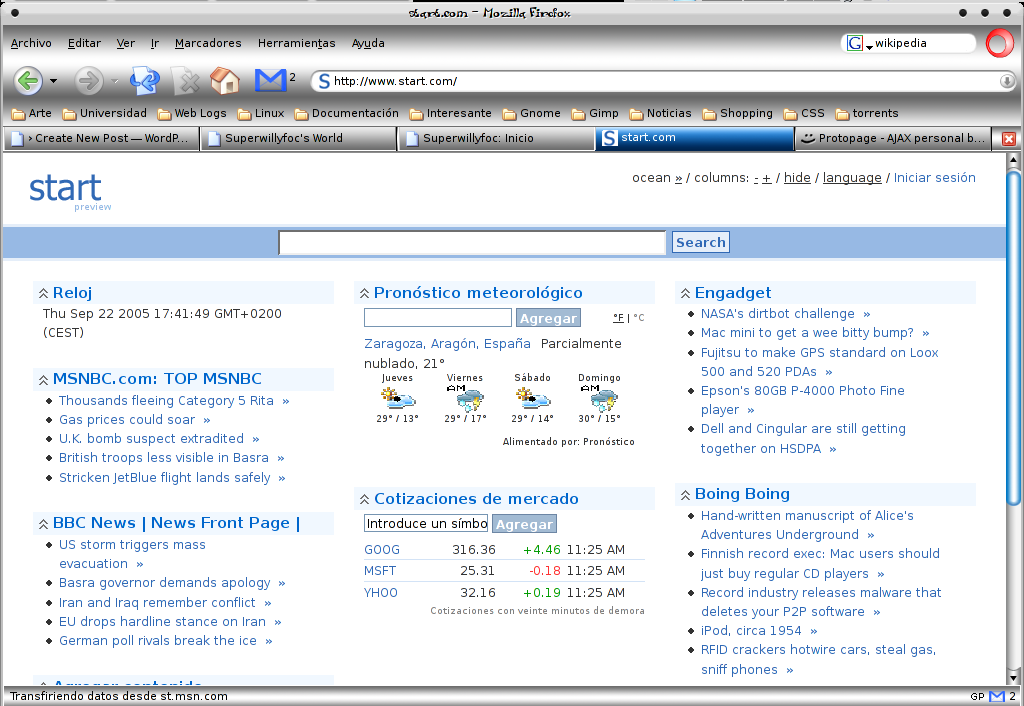 start.com - Mozilla Firefox
Archivo Editar Ver Ir Marcadores Herramientas Ayuda
G wikipedia
2 S http://www.start.com/
Arte Universidad Web Logs Linux Documentación Interesante Gnome Gimp Noticias Shopping CSS torrents
› Create New Post — WordP... Superwillyfoc's World Superwillyfoc: Inicio S start.com Protopage - AJAX personal b...
start
preview
ocean » / columns: - + / hide / language / Iniciar sesión
Search
Reloj
Thu Sep 22 2005 17:41:49 GMT+0200
(CEST)
MSNBC.com: TOP MSNBC
Thousands fleeing Category 5 Rita »
Gas prices could soar »
U.K. bomb suspect extradited »
British troops less visible in Basra »
Stricken JetBlue flight lands safely »
BBC News | News Front Page |
US storm triggers mass
evacuation »
Basra governor demands apology »
Iran and Iraq remember conflict »
EU drops hardline stance on Iran »
German poll rivals break the ice »
Agregar contenido
Pronóstico meteorológico
Agregar °F | °C
Zaragoza, Aragón, España Parcialmente
nublado, 21°
Jueves Viernes Sábado Domingo
AM AM
29° / 13° 29° / 17° 29° / 14° 30° / 15°
Alimentado por: Pronóstico
Cotizaciones de mercado
Introduce un símbo Agregar
GOOG 316.36 +4.46 11:25 AM
MSFT 25.31 -0.18 11:25 AM
YHOO 32.16 +0.19 11:25 AM
Cotizaciones con veinte minutos de demora
Engadget
NASA's dirtbot challenge »
Mac mini to get a wee bitty bump? »
Fujitsu to make GPS standard on Loox
500 and 520 PDAs »
Epson's 80GB P-4000 Photo Fine
player »
Dell and Cingular are still getting
together on HSDPA »
Boing Boing
Hand-written manuscript of Alice's
Adventures Underground »
Finnish record exec: Mac users should
just buy regular CD players »
Record industry releases malware that
deletes your P2P software »
iPod, circa 1954 »
RFID crackers hotwire cars, steal gas,
sniff phones »
Transfiriendo datos desde st.msn.com
GP 2